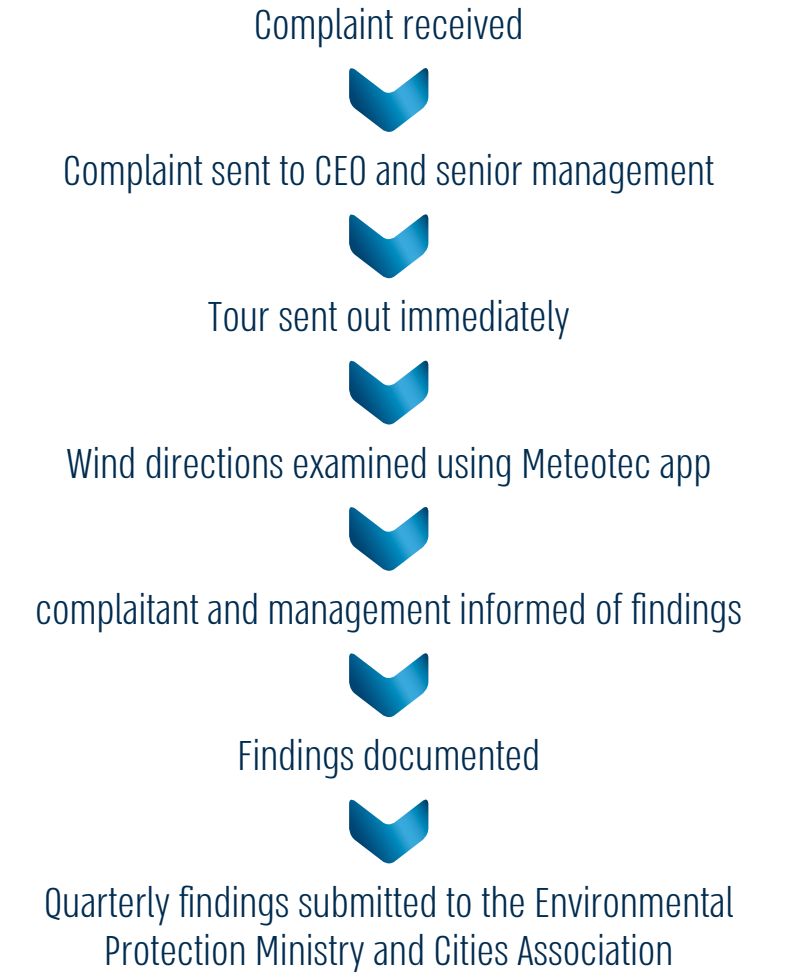 Complaint received
Complaint sent to CEO and senior management
Tour sent out immediately
Wind directions examined using Meteotec app
complaitant and management informed of findings
Findings documented
Quarterly findings submitted to the Environmental
Protection Ministry and Cities Association